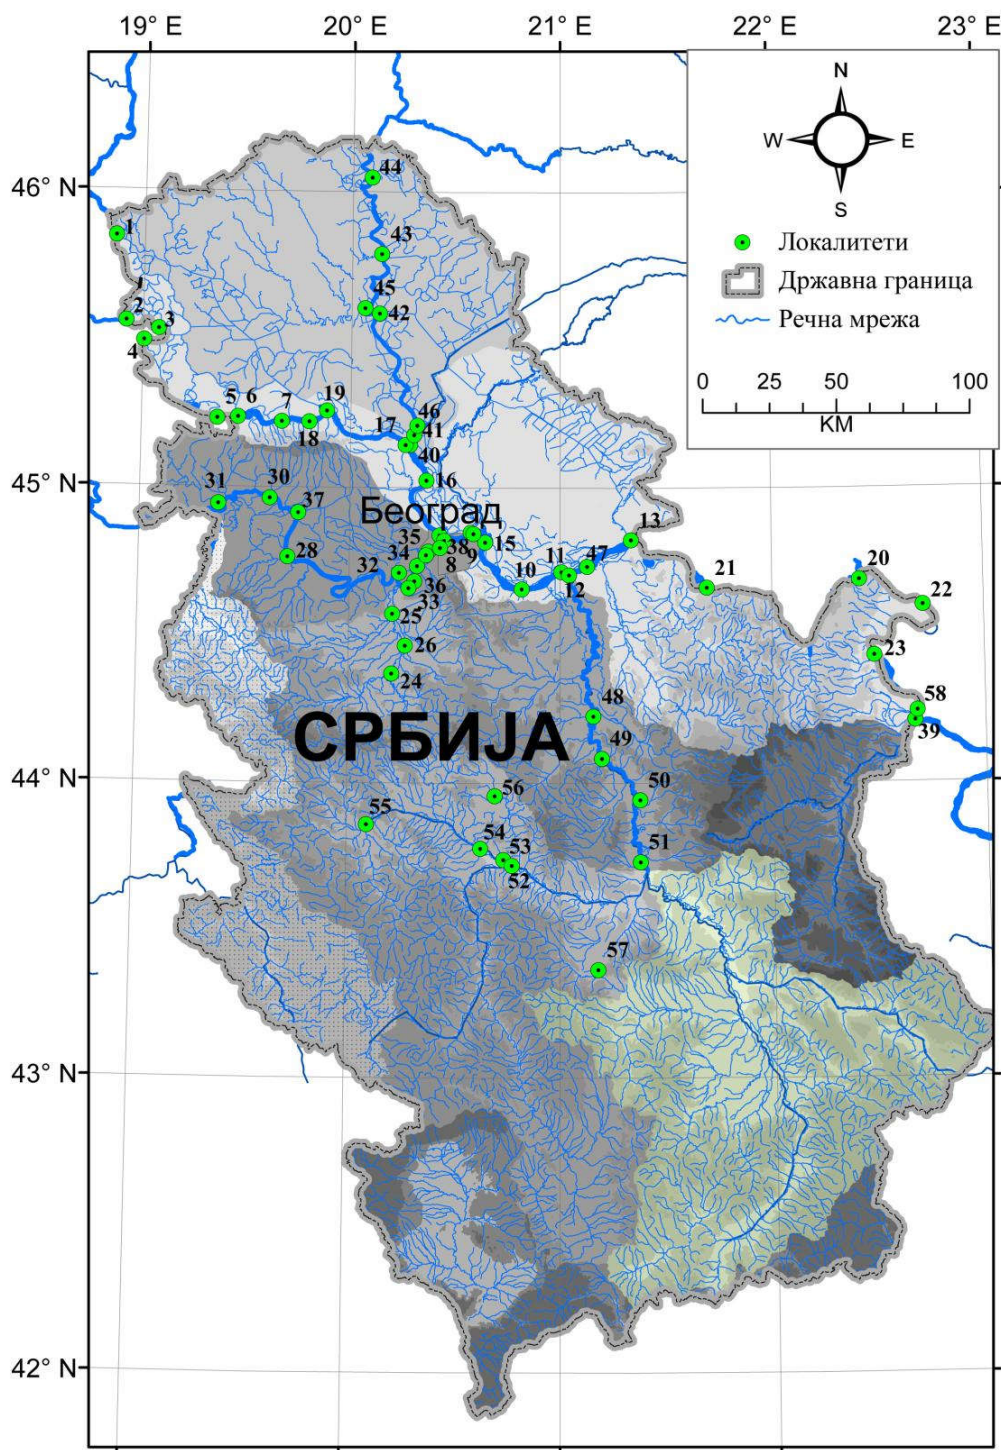 19° E 20° E 21° E 22° E 23° E
N
W E
S
46° N
44
1
43
Локалитети
1
45
Државна граница
2
3
42
Речна мрежа
4
0 25 50 100
KM
5 6 7 18 19 17 46 41 40
45° N
31 30 37 16
Београд
35 38 9 15 13
28 32 34 8 10 11 47 12 21 20 22
36 33
25
26
23
24
48
58
39
СРБИЈА
49
44° N
56
50
55
54 53
51
52
57
43° N
42° N